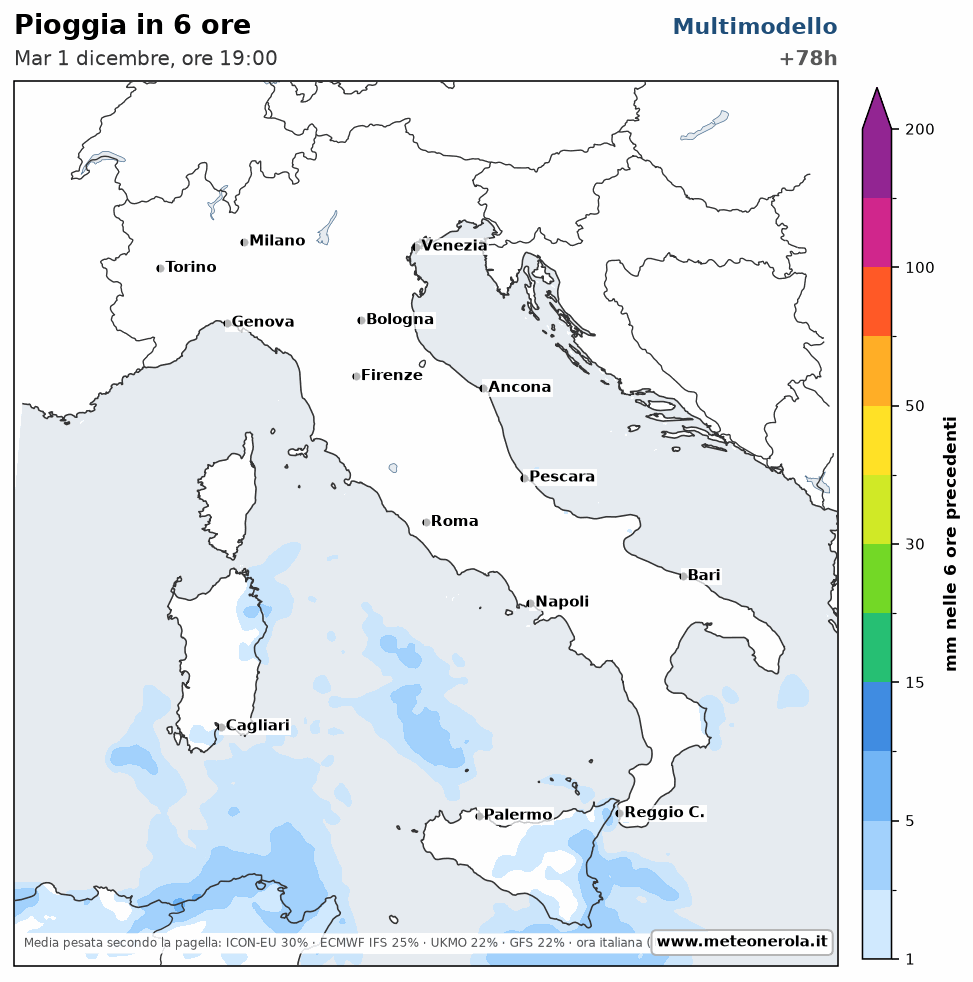 Pioggia in 6 ore
Multimodello
Mar 1 dicembre, ore 19:00
+78h
200
100
50
30
15
5
1
mm nelle 6 ore precedenti
Milano
Venezia
Torino
Genova
Bologna
Firenze
Ancona
Pescara
Roma
Bari
Napoli
Cagliari
Palermo
Reggio C.
Media pesata secondo la pagella: ICON-EU 30% · ECMWF IFS 25% · UKMO 22% · GFS 22% · ora italiana (
www.meteonerola.it